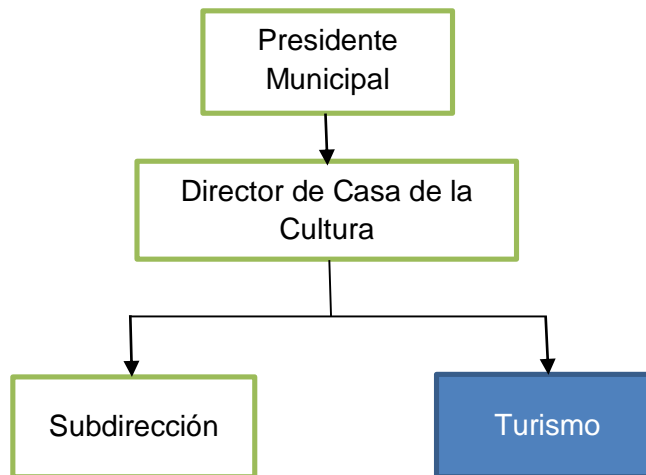 Presidente
Municipal
Director de Casa de la
Cultura
Subdirección
Turismo